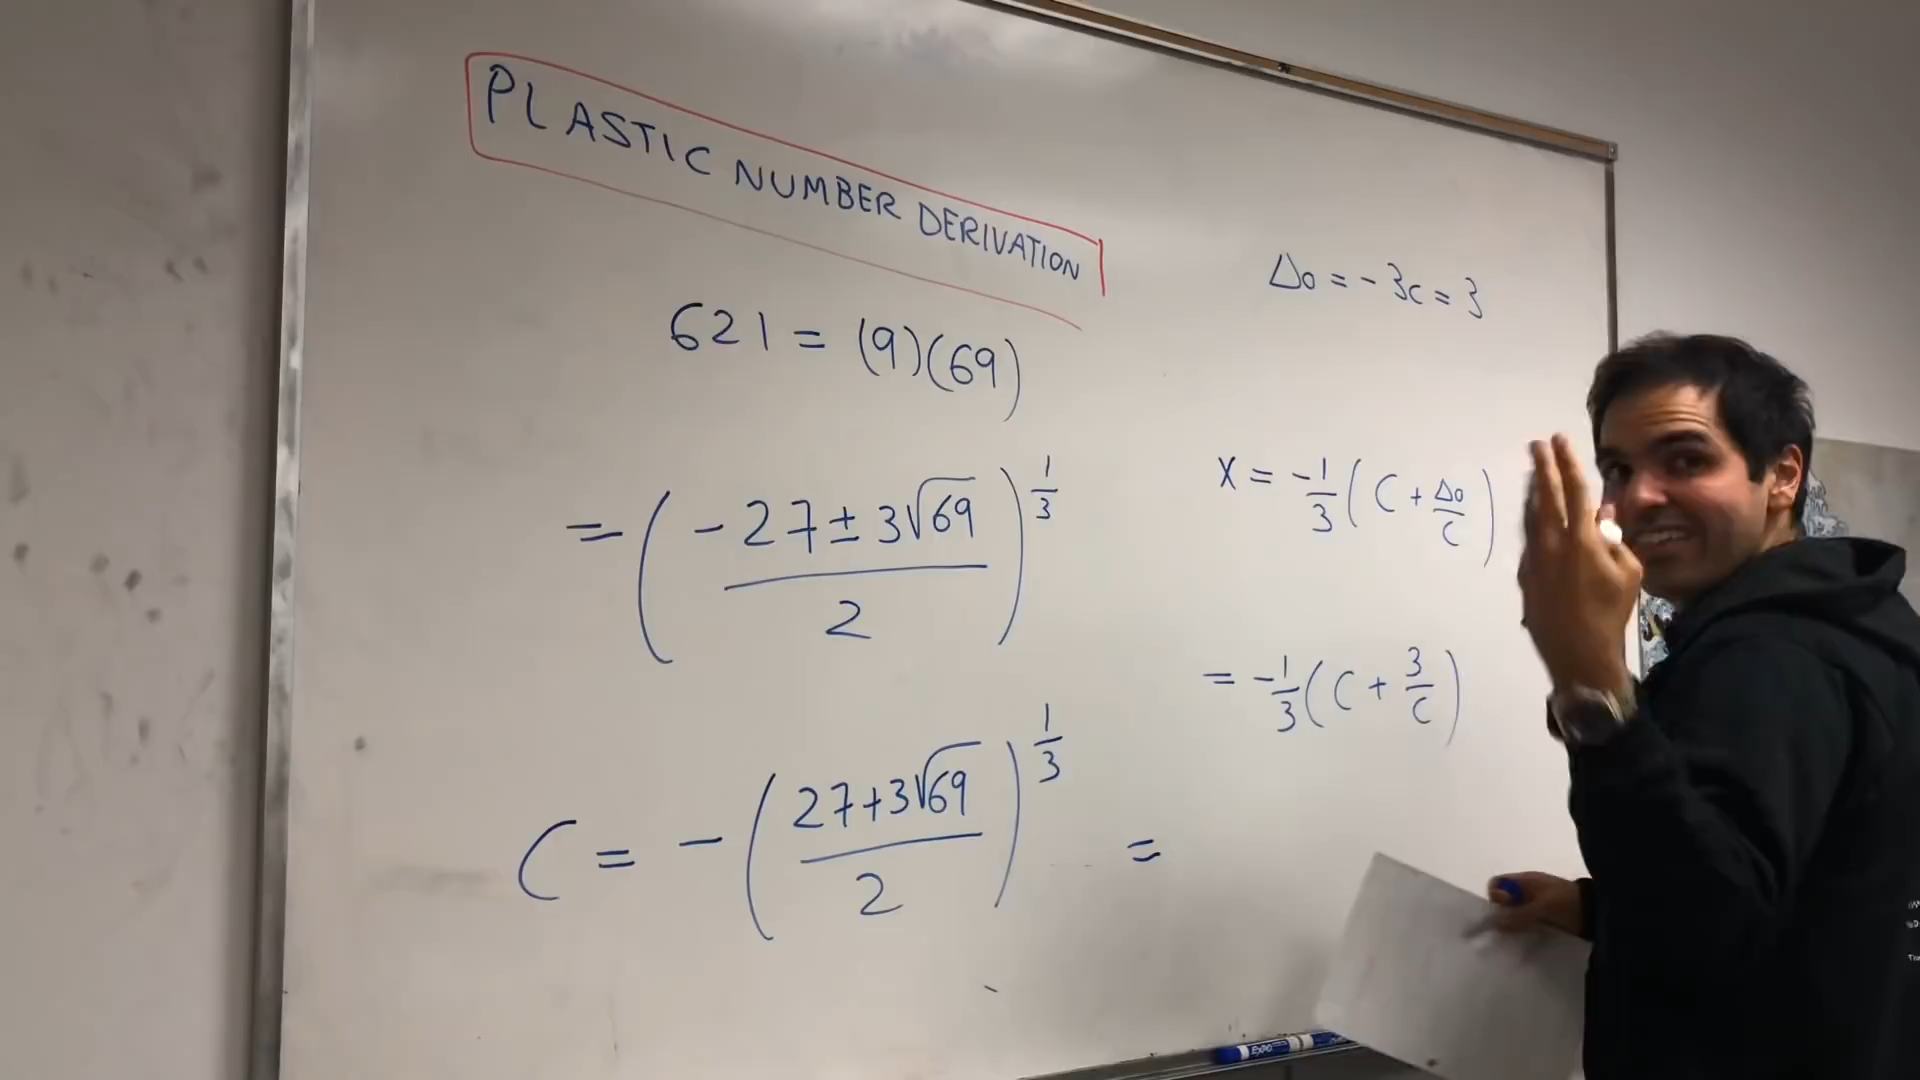 PLASTIC NUMBER DERIVATION
621 = (9)(69)
= (-27 ± 3√69 / 2)^1/3
C = -(27+3√69 / 2)^1/3 =
Δ0 = -3c = 3
X = -1/3 (C + Δ0/C)
= -1/3 (C + 3/C)
EXPO